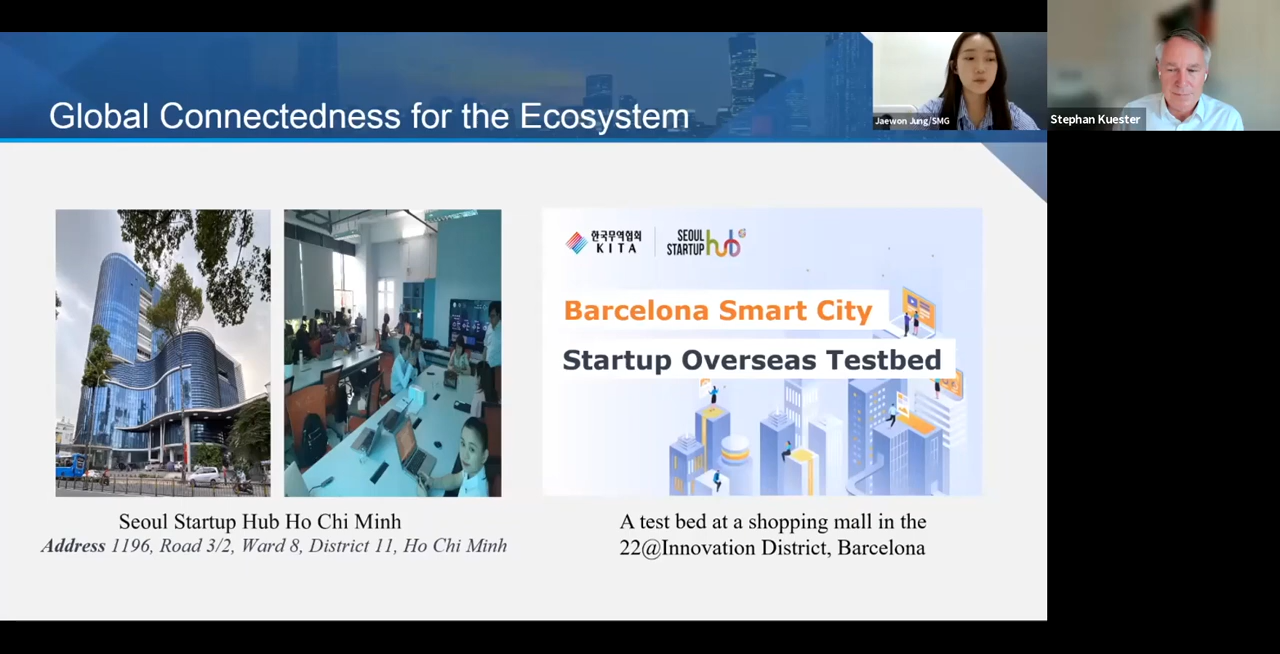 Global Connectedness for the Ecosystem
Jaewon Jung/SMG
Stephan Kuester
한국무역협회
KITA
SEOUL
STARTUP hub
Barcelona Smart City
Startup Overseas Testbed
Seoul Startup Hub Ho Chi Minh
Address 1196, Road 3/2, Ward 8, District 11, Ho Chi Minh
A test bed at a shopping mall in the
22@Innovation District, Barcelona